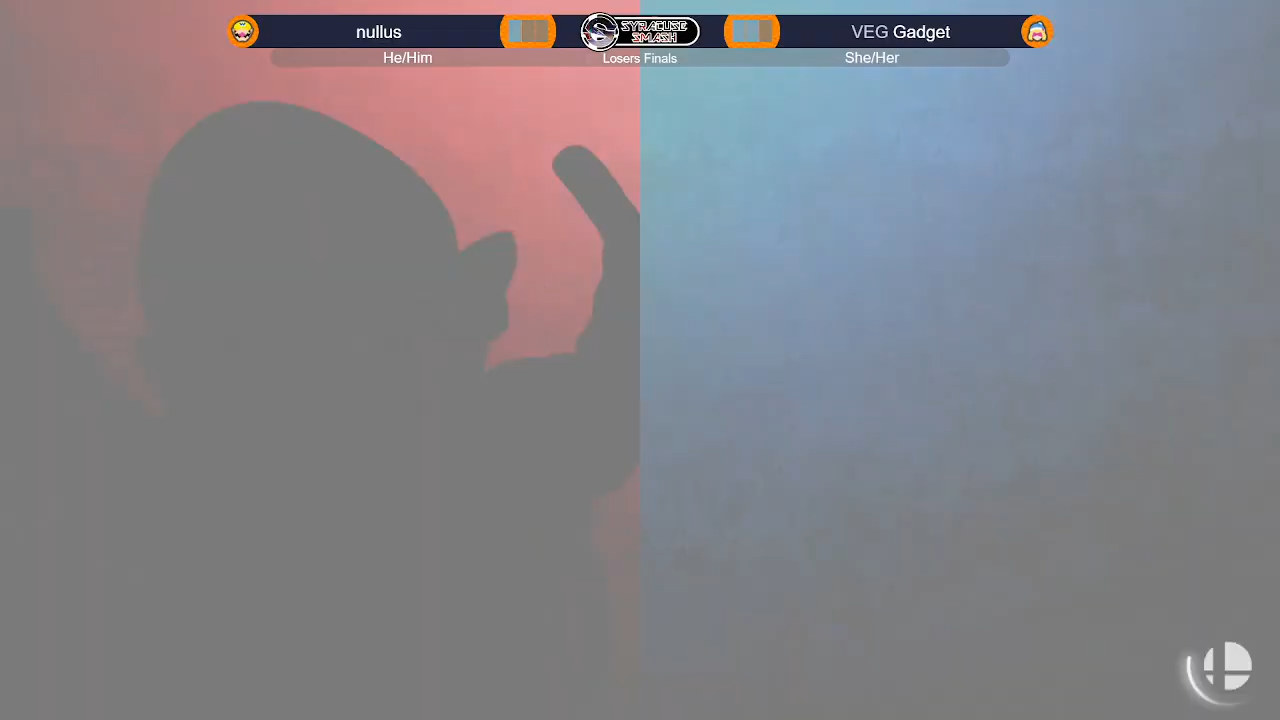 nullus
SYRACUSE
SMASH
VEG Gadget
He/Him
Losers Finals
She/Her